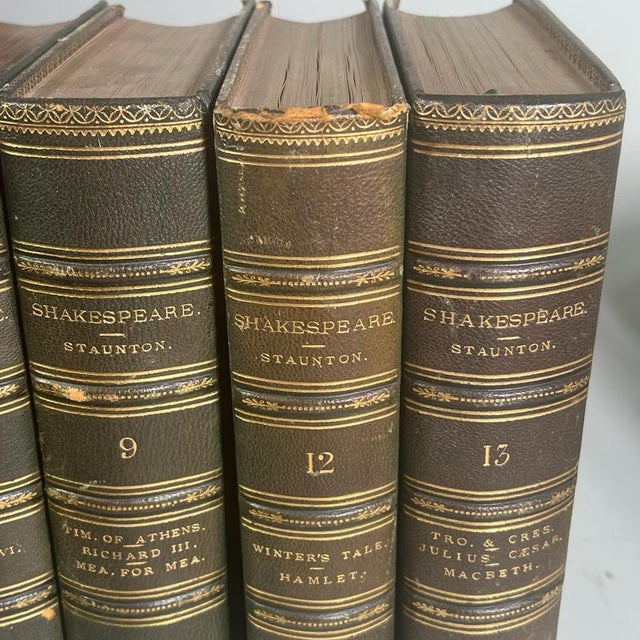 E.
VI.
SHAKESPEARE.
STAUNTON.
9
TIM. OF ATHENS.
RICHARD III.
MEA. FOR MEA.
SHAKESPEARE.
STAUNTON.
12
WINTER'S TALE.
HAMLET.
SHAKESPEARE.
STAUNTON.
13
TRO. & CRES.
JULIUS CÆSAR.
MACBETH.